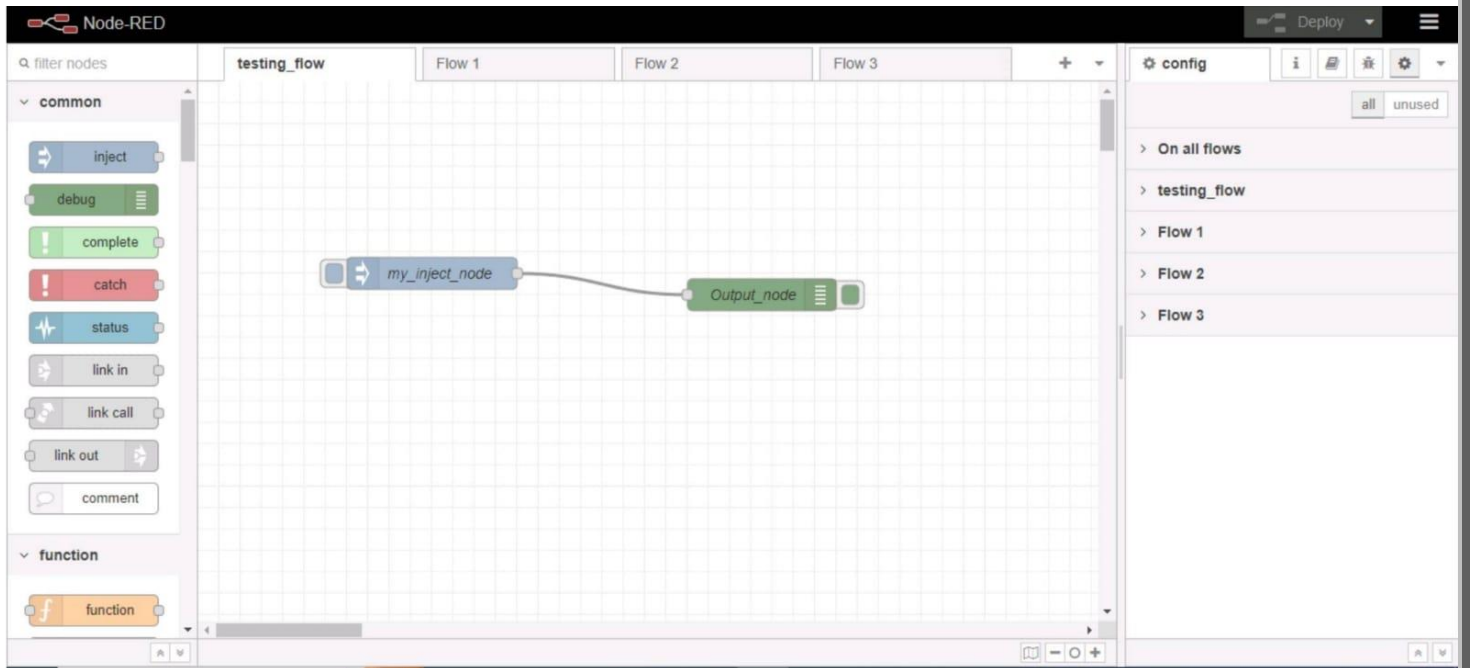 Node-RED
Deploy
filter nodes
testing_flow
Flow 1
Flow 2
Flow 3
config
i
all
unused
common
inject
debug
complete
catch
status
link in
link call
link out
comment
function
function
my_inject_node
Output_node
On all flows
testing_flow
Flow 1
Flow 2
Flow 3